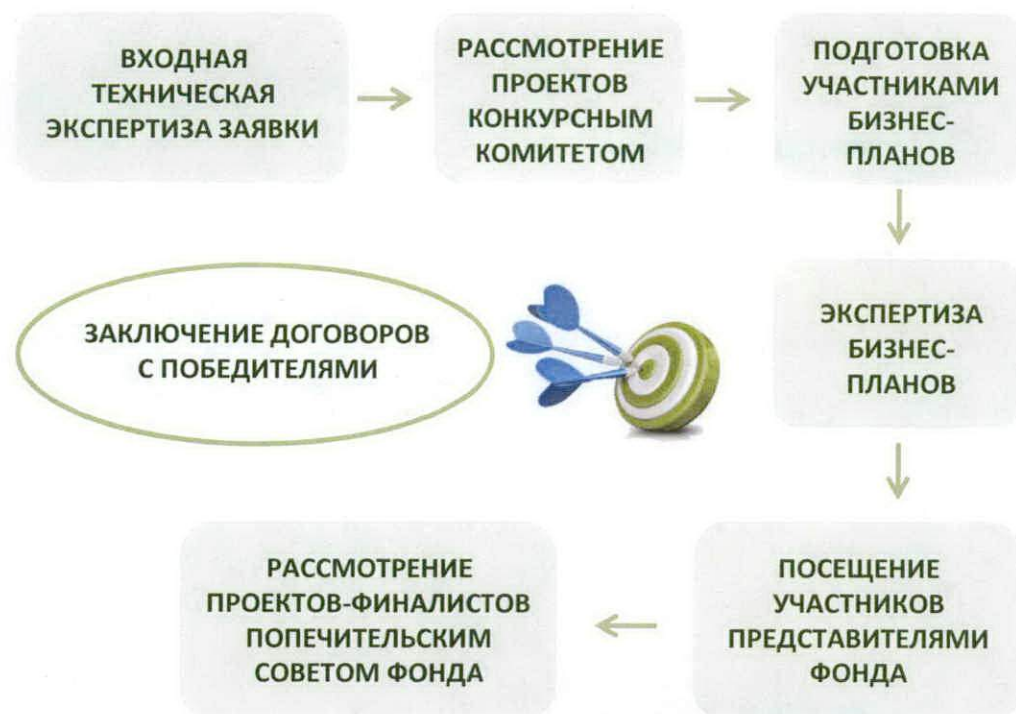 ВХОДНАЯ
ТЕХНИЧЕСКАЯ
ЭКСПЕРТИЗА ЗАЯВКИ
РАССМОТРЕНИЕ
ПРОЕКТОВ
КОНКУРСНЫМ
КОМИТЕТОМ
ПОДГОТОВКА
УЧАСТНИКАМИ
БИЗНЕС-
ПЛАНОВ
ЭКСПЕРТИЗА
БИЗНЕС-
ПЛАНОВ
ПОСЕЩЕНИЕ
УЧАСТНИКОВ
ПРЕДСТАВИТЕЛЯМИ
ФОНДА
РАССМОТРЕНИЕ
ПРОЕКТОВ-ФИНАЛИСТОВ
ПОПЕЧИТЕЛЬСКИМ
СОВЕТОМ ФОНДА
ЗАКЛЮЧЕНИЕ ДОГОВОРОВ
С ПОБЕДИТЕЛЯМИ